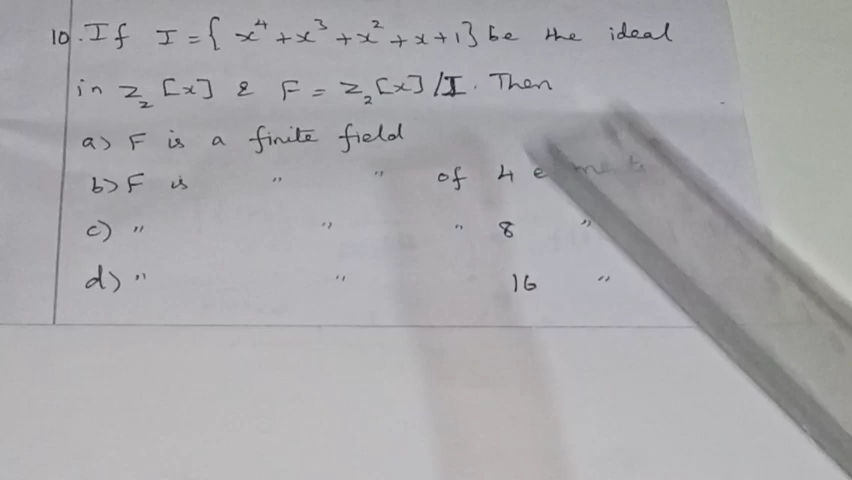 10. If I = { x⁴ + x³ + x² + x + 1 } be the ideal
in Z₂ [x] & F = Z₂ [x] / I. Then
a) F is a finite field
b) F is " " of 4
c) " " " 8 "
d) " " 16 "